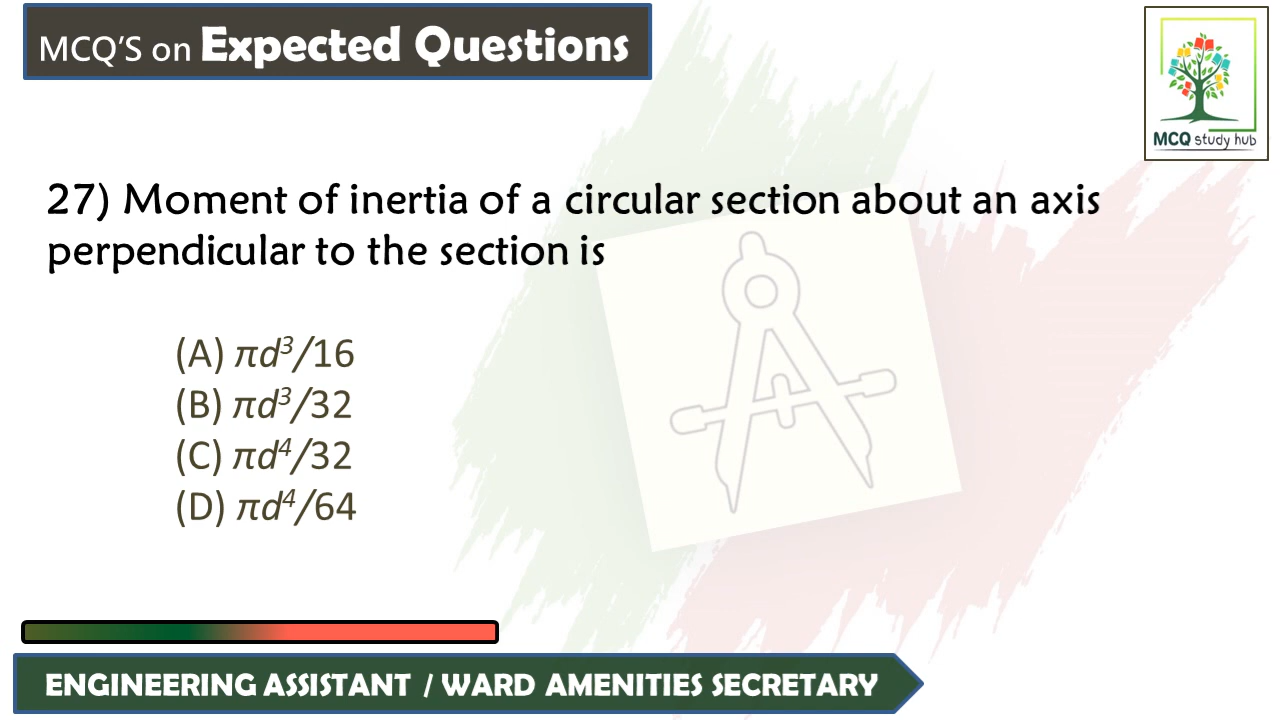 MCQ’S on Expected Questions
MCQ study hub
27) Moment of inertia of a circular section about an axis
perpendicular to the section is
(A) πd³/16
(B) πd³/32
(C) πd⁴/32
(D) πd⁴/64
ENGINEERING ASSISTANT / WARD AMENITIES SECRETARY